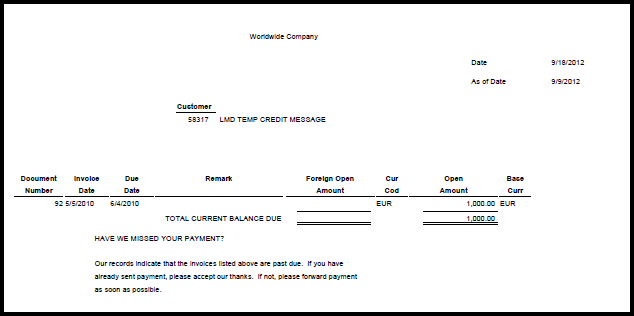 Worldwide Company
Date 9/18/2012
As of Date 9/9/2012
Customer
58317 LMD TEMP CREDIT MESSAGE
Document Invoice Due Remark Foreign Open Cur Open Base
Number Date Date Amount Cod Amount Curr
92 5/5/2010 6/4/2010 EUR 1,000.00 EUR
TOTAL CURRENT BALANCE DUE 1,000.00
HAVE WE MISSED YOUR PAYMENT?
Our records indicate that the invoices listed above are past due. If you have
already sent payment, please accept our thanks. If not, please forward payment
as soon as possible.